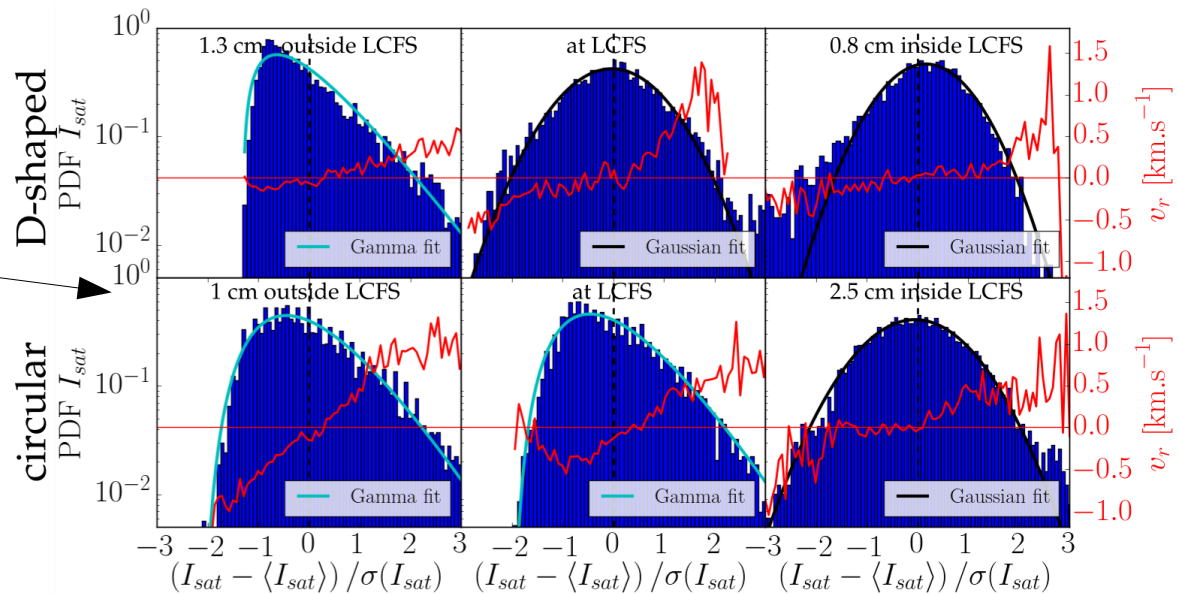 D-shaped
PDF I_sat
10^0
10^-1
10^-2
1.3 cm outside LCFS
Gamma fit
at LCFS
Gaussian fit
0.8 cm inside LCFS
Gaussian fit
1.5
1.0
0.5
0.0
−0.5
−1.0
v_r [km.s^-1]
circular
PDF I_sat
10^0
10^-1
10^-2
1 cm outside LCFS
Gamma fit
at LCFS
Gamma fit
2.5 cm inside LCFS
Gaussian fit
1.5
1.0
0.5
0.0
−0.5
−1.0
v_r [km.s^-1]
−3 −2 −1 0 1 2 3
−2 −1 0 1 2
−3 −2 −1 0 1 2 3
(I_sat − ⟨I_sat⟩) / σ(I_sat)
(I_sat − ⟨I_sat⟩) / σ(I_sat)
(I_sat − ⟨I_sat⟩) / σ(I_sat)